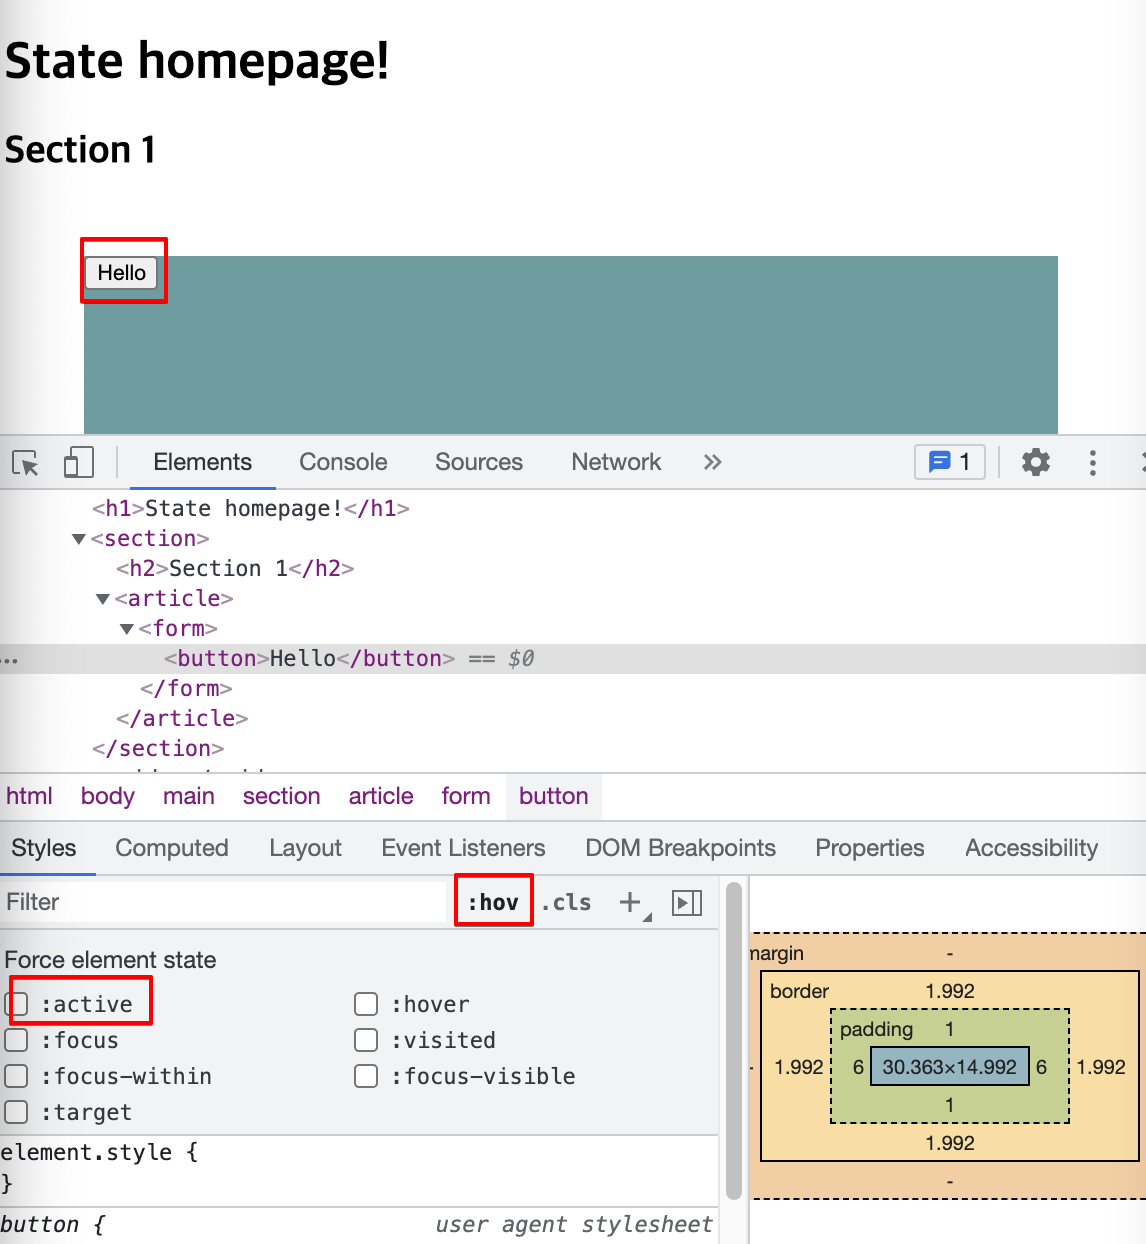 State homepage!
Section 1
Hello
Elements Console Sources Network » 1
<h1>State homepage!</h1>
<section>
<h2>Section 1</h2>
<article>
<form>
<button>Hello</button> == $0
</form>
</article>
</section>
html body main section article form button
Styles Computed Layout Event Listeners DOM Breakpoints Properties Accessibility
Filter :hov .cls +
Force element state
:active :hover
:focus :visited
:focus-within :focus-visible
:target
element.style {
}
button { user agent stylesheet
margin -
border 1.992
padding 1
- 1.992 6 30.363×14.992 6 1.992
1
1.992
-